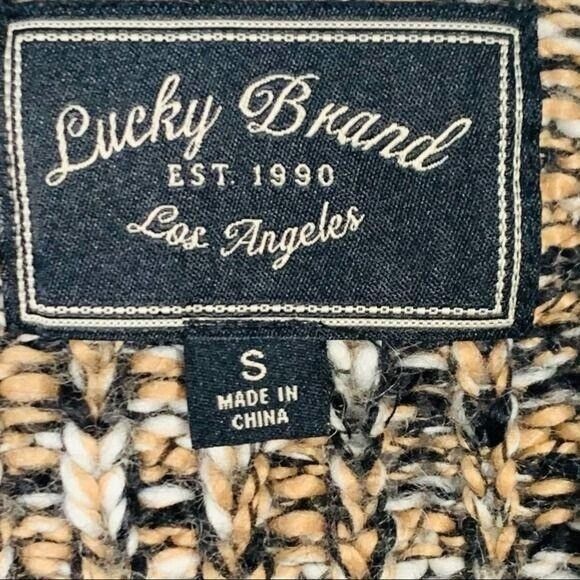 Lucky Brand
EST. 1990
Los Angeles
S
MADE IN
CHINA